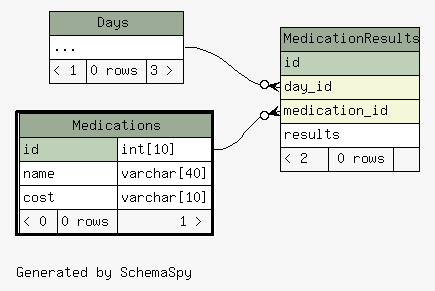 Days
...
< 1 0 rows 3 >
MedicationResults
id
day_id
medication_id
results
< 2 0 rows
Medications
id int[10]
name varchar[40]
cost varchar[10]
< 0 0 rows 1 >
Generated by SchemaSpy